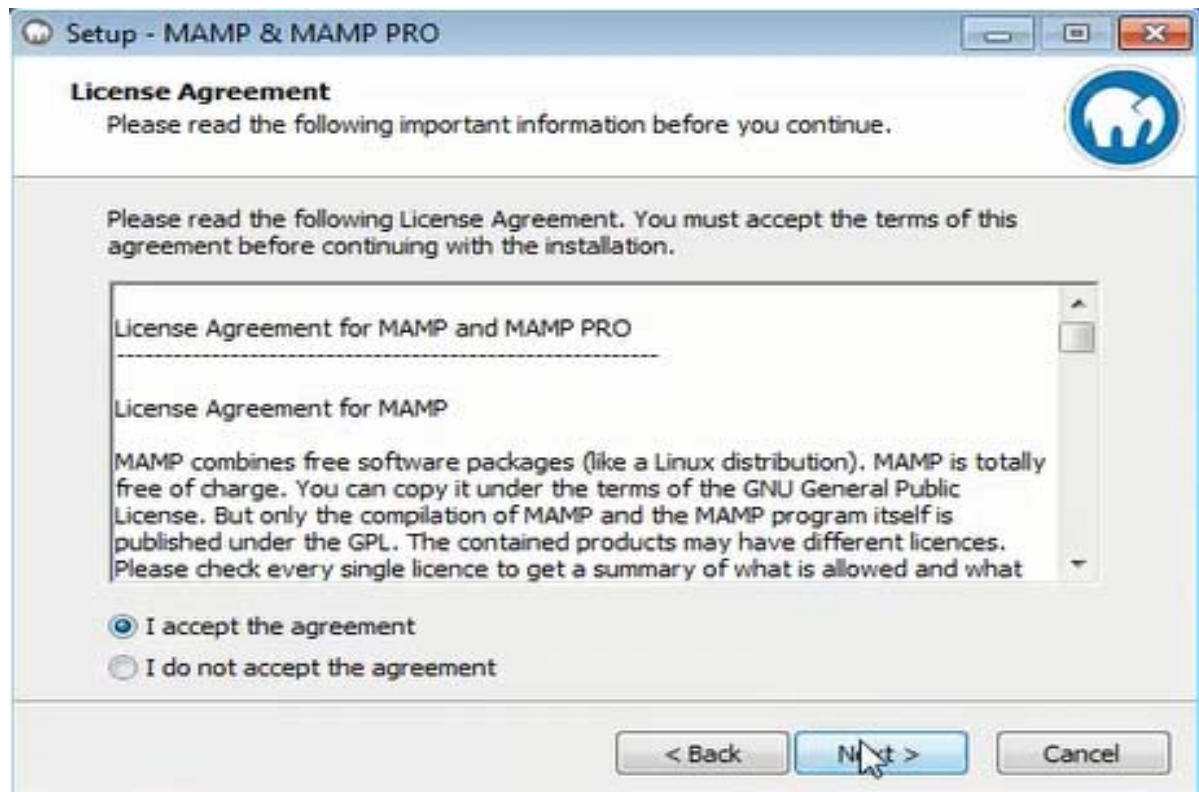 Setup - MAMP & MAMP PRO
License Agreement
Please read the following important information before you continue.
Please read the following License Agreement. You must accept the terms of this
agreement before continuing with the installation.
License Agreement for MAMP and MAMP PRO
------------------------------------------------------------
License Agreement for MAMP
MAMP combines free software packages (like a Linux distribution). MAMP is totally
free of charge. You can copy it under the terms of the GNU General Public
License. But only the compilation of MAMP and the MAMP program itself is
published under the GPL. The contained products may have different licences.
Please check every single licence to get a summary of what is allowed and what
I accept the agreement
I do not accept the agreement
< Back Next > Cancel